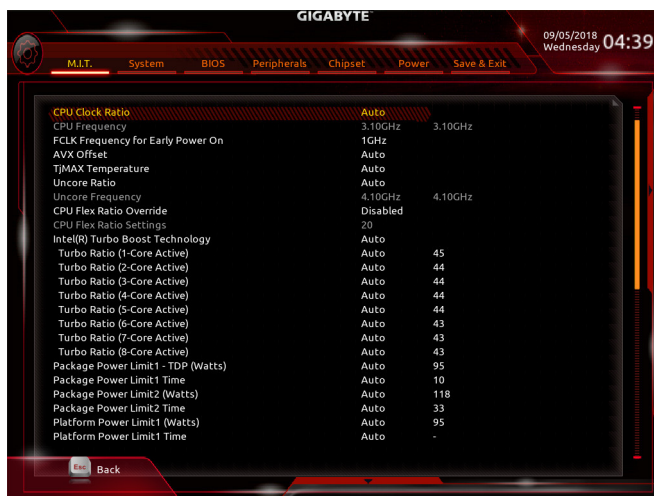 GIGABYTE™
09/05/2018
Wednesday 04:39
M.I.T. System BIOS Peripherals Chipset Power Save & Exit
CPU Clock Ratio Auto
CPU Frequency 3.10GHz 3.10GHz
FCLK Frequency for Early Power On 1GHz
AVX Offset Auto
TjMAX Temperature Auto
Uncore Ratio Auto
Uncore Frequency 4.10GHz 4.10GHz
CPU Flex Ratio Override Disabled
CPU Flex Ratio Settings 20
Intel(R) Turbo Boost Technology Auto
Turbo Ratio (1-Core Active) Auto 45
Turbo Ratio (2-Core Active) Auto 44
Turbo Ratio (3-Core Active) Auto 44
Turbo Ratio (4-Core Active) Auto 44
Turbo Ratio (5-Core Active) Auto 44
Turbo Ratio (6-Core Active) Auto 43
Turbo Ratio (7-Core Active) Auto 43
Turbo Ratio (8-Core Active) Auto 43
Package Power Limit1 - TDP (Watts) Auto 95
Package Power Limit1 Time Auto 10
Package Power Limit2 (Watts) Auto 118
Package Power Limit2 Time Auto 33
Platform Power Limit1 (Watts) Auto 95
Platform Power Limit1 Time Auto -
Esc Back